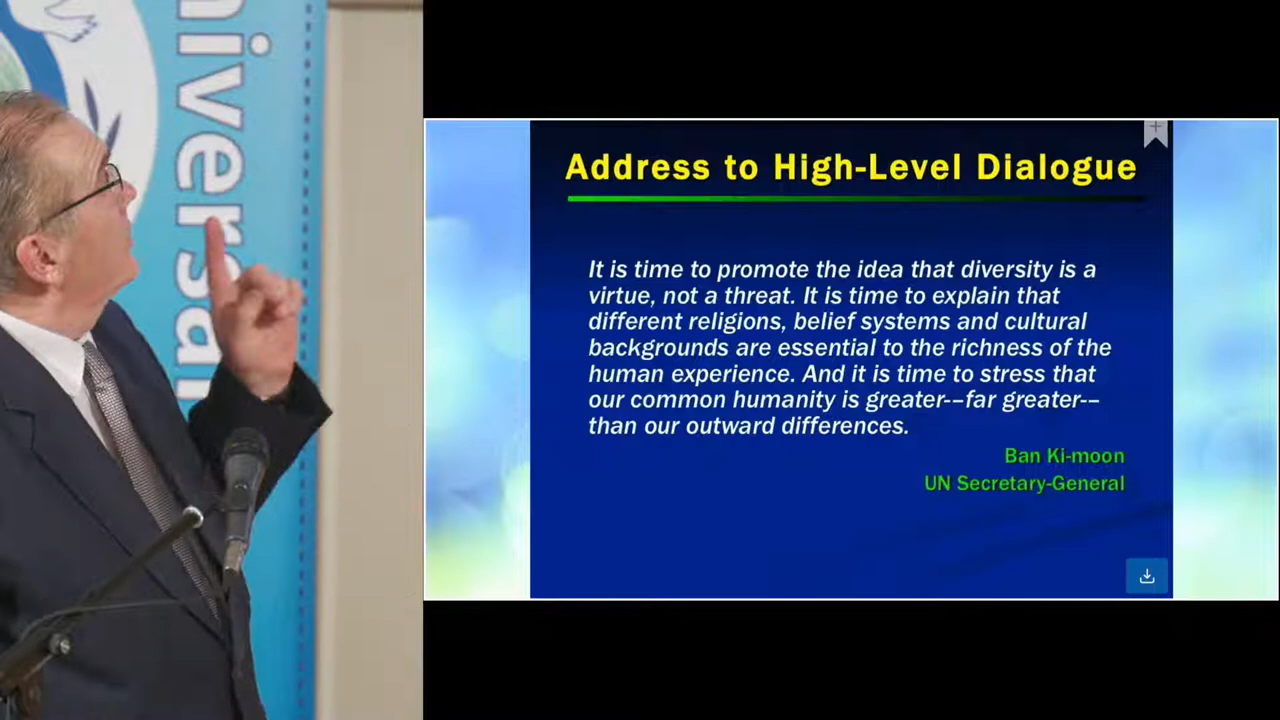 niversal
Address to High-Level Dialogue
It is time to promote the idea that diversity is a
virtue, not a threat. It is time to explain that
different religions, belief systems and cultural
backgrounds are essential to the richness of the
human experience. And it is time to stress that
our common humanity is greater--far greater--
than our outward differences.
Ban Ki-moon
UN Secretary-General